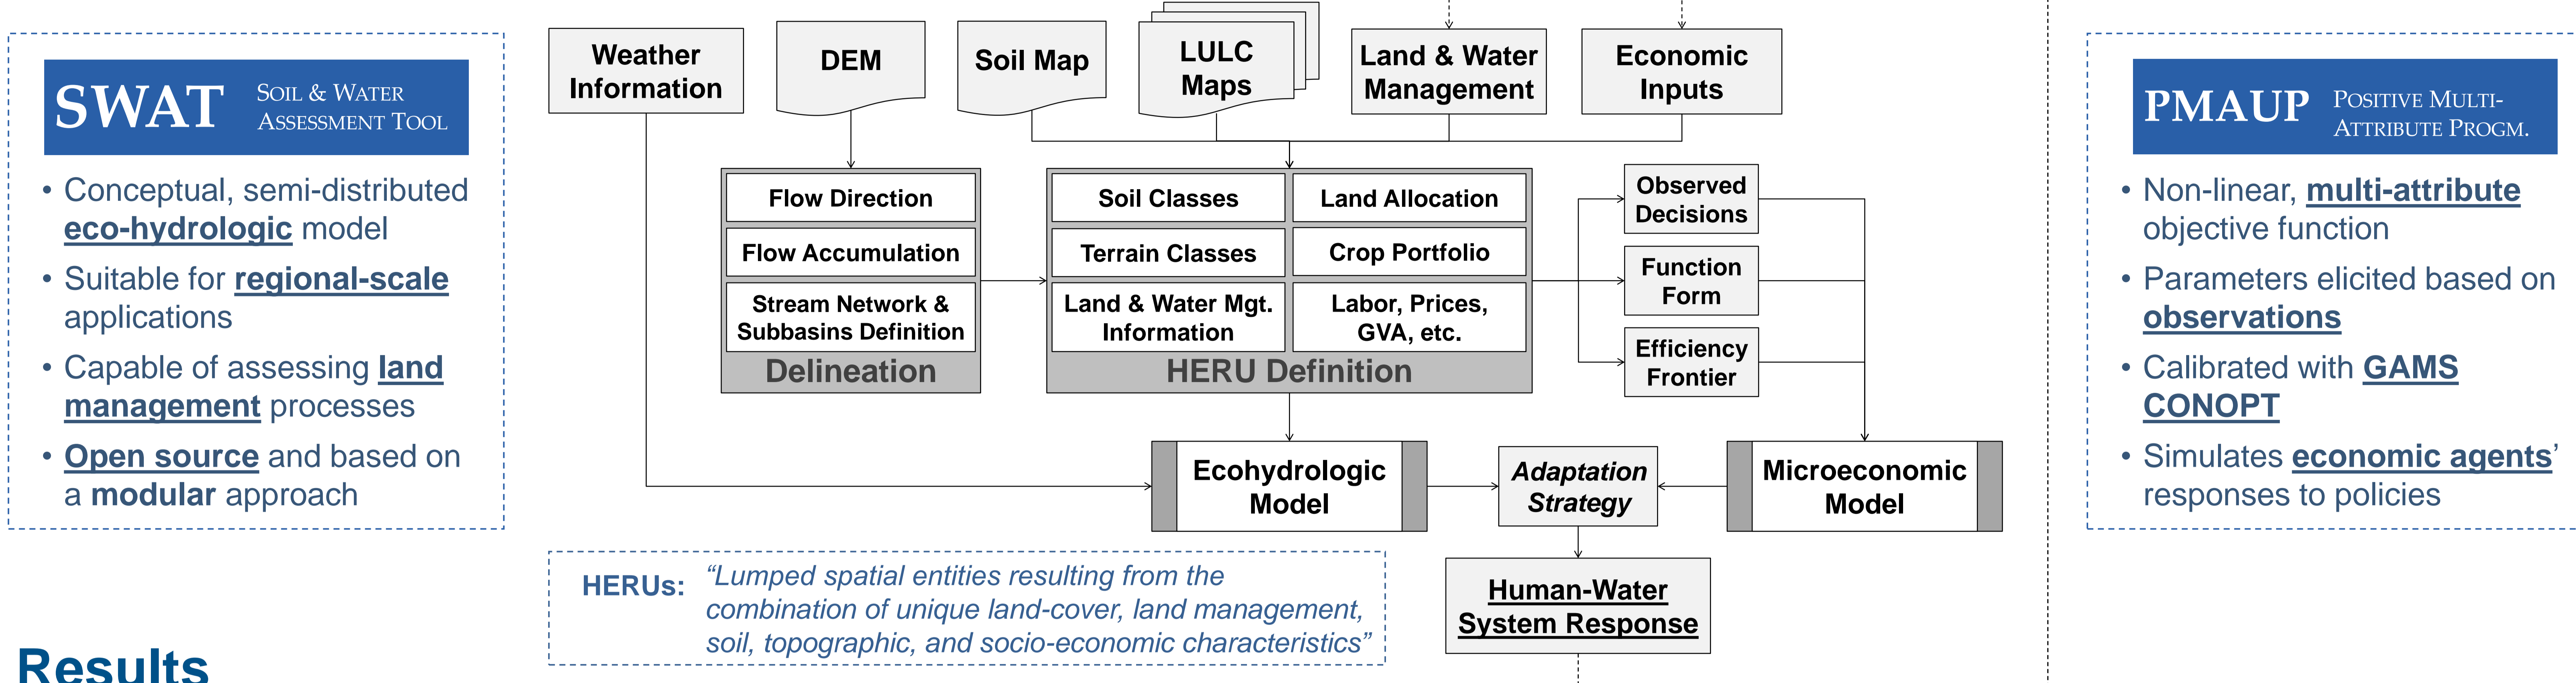 SWAT
SOIL & WATER
ASSESSMENT TOOL
• Conceptual, semi-distributed
eco-hydrologic model
• Suitable for regional-scale
applications
• Capable of assessing land
management processes
• Open source and based on
a modular approach
Weather
Information
DEM
Soil Map
LULC
Maps
Land & Water
Management
Economic
Inputs
Flow Direction
Flow Accumulation
Stream Network &
Subbasins Definition
Delineation
Soil Classes
Terrain Classes
Land & Water Mgt.
Information
Land Allocation
Crop Portfolio
Labor, Prices,
GVA, etc.
HERU Definition
Observed
Decisions
Function
Form
Efficiency
Frontier
Ecohydrologic
Model
Adaptation
Strategy
Microeconomic
Model
Human-Water
System Response
HERUs: “Lumped spatial entities resulting from the
combination of unique land-cover, land management,
soil, topographic, and socio-economic characteristics”
PMAUP
POSITIVE MULTI-
ATTRIBUTE PROGM.
• Non-linear, multi-attribute
objective function
• Parameters elicited based on
observations
• Calibrated with GAMS
CONOPT
• Simulates economic agents’
responses to policies
Results